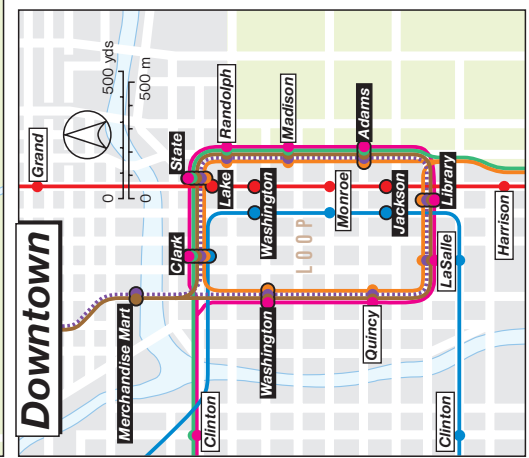 Downtown
500 yds
500 m
0
0
Grand
Merchandise Mart
Clark
State
Lake
Randolph
Washington
Washington
Madison
LOOP
Monroe
Adams
Quincy
Jackson
LaSalle
Library
Harrison
Clinton
Clinton